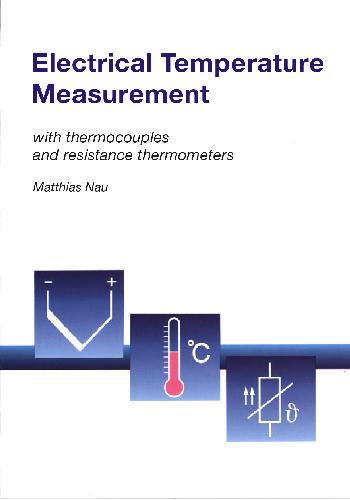 Electrical Temperature
Measurement
with thermocouples
and resistance thermometers
Matthias Nau
- +
°C
ϑ